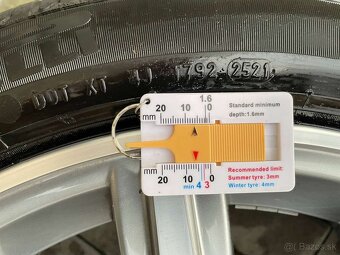 DOT XT
1792 2521
1.6
20 10 0
mm
Standard minimum
depth:1.6mm
mm
20 10 0
min 4 3
Recommended limit:
Summer tyre: 3mm
Winter tyre: 4mm
bazos.sk